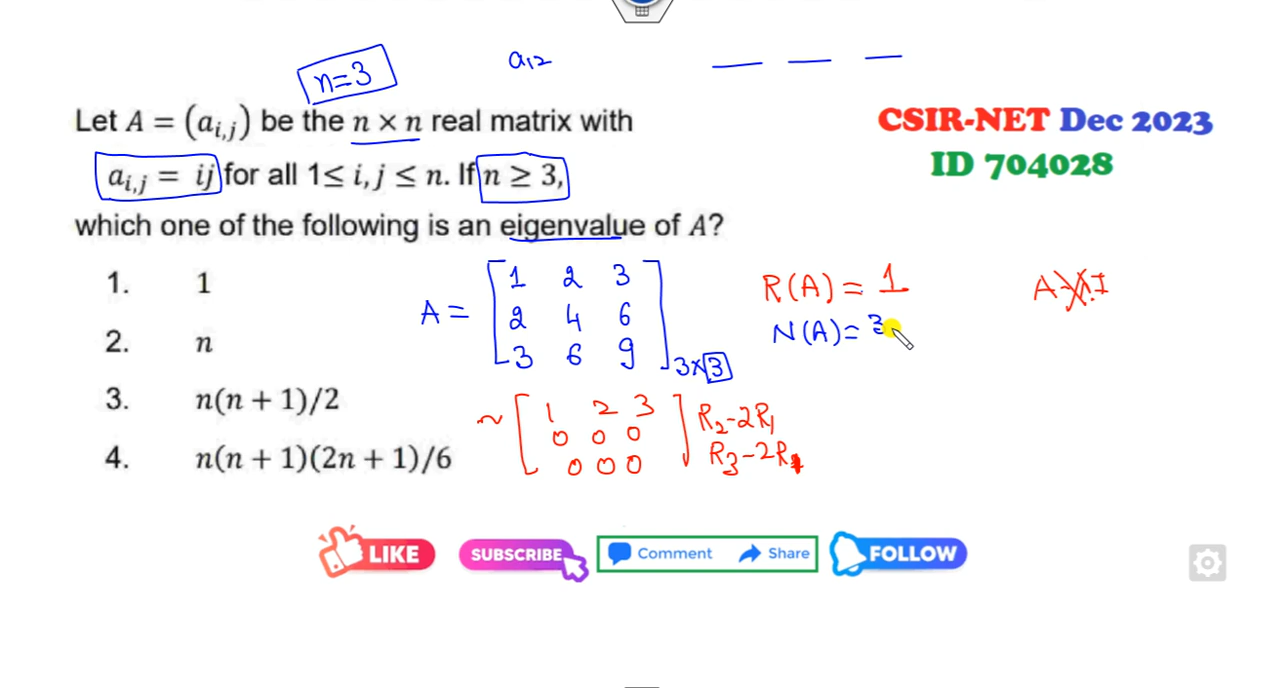 n=3
a₁₂
Let A = (aᵢ,ⱼ) be the n × n real matrix with
aᵢ,ⱼ = ij for all 1≤ i, j ≤ n. If n ≥ 3,
which one of the following is an eigenvalue of A?
1. 1
2. n
3. n(n + 1)/2
4. n(n + 1)(2n + 1)/6
CSIR-NET Dec 2023
ID 704028
A = [ 1 2 3
2 4 6
3 6 9 ] 3×3
~ [ 1 2 3
0 0 0
0 0 0 ]
R₂-2R₁
R₃-2R₁
R(A) = 1
N(A) = 3
LIKE
SUBSCRIBE
Comment
Share
FOLLOW